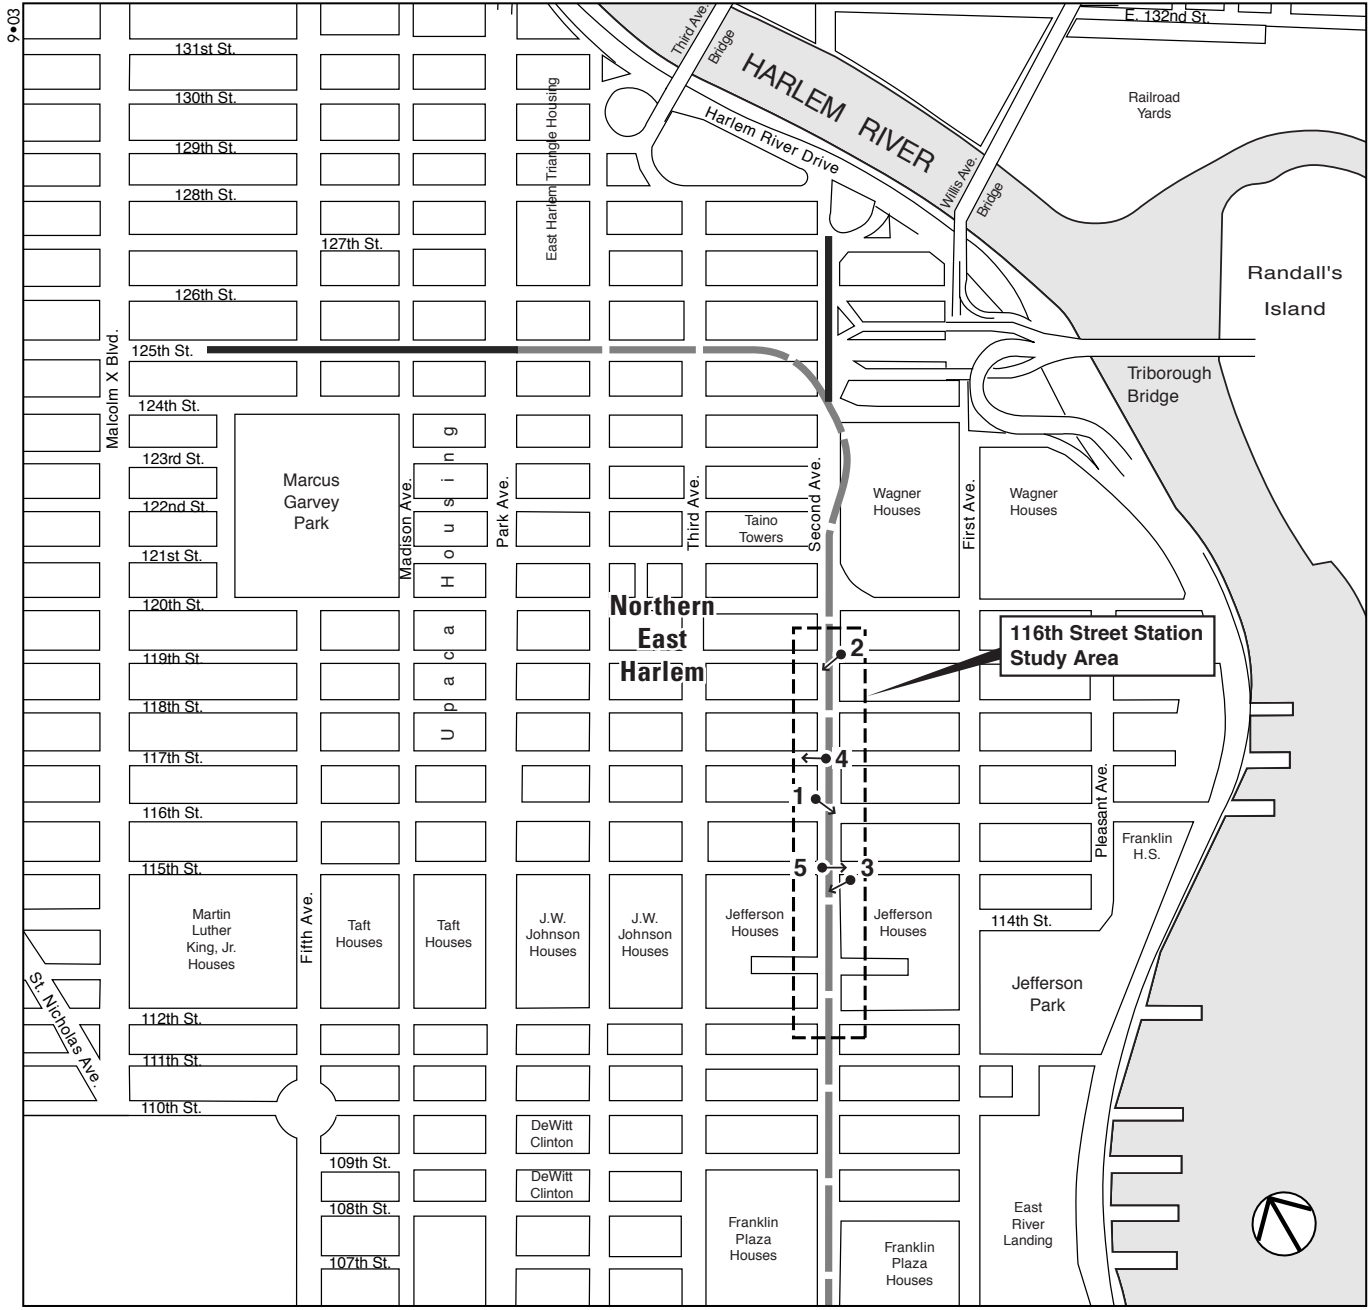 9•03
E. 132nd St.
131st St.
Third Ave.
Bridge
HARLEM RIVER
Railroad
Yards
130th St.
East Harlem Triangle Housing
Harlem River Drive
129th St.
Willis Ave.
Bridge
128th St.
127th St.
Randall's
Island
126th St.
Malcolm X Blvd.
125th St.
Triborough
Bridge
124th St.
Marcus
Garvey
Park
Madison Ave.
Upaca Housing
Park Ave.
Third Ave.
Second Ave.
First Ave.
123rd St.
Wagner
Houses
Wagner
Houses
122nd St.
Taino
Towers
121st St.
120th St.
Northern
East
Harlem
116th Street Station
Study Area
2
119th St.
118th St.
117th St.
4
1
Pleasant Ave.
116th St.
Franklin
H.S.
115th St.
5
3
Martin
Luther
King, Jr.
Houses
Fifth Ave.
Taft
Houses
Taft
Houses
J.W.
Johnson
Houses
J.W.
Johnson
Houses
Jefferson
Houses
Jefferson
Houses
114th St.
Jefferson
Park
St. Nicholas Ave.
112th St.
111th St.
110th St.
DeWitt
Clinton
109th St.
DeWitt
Clinton
108th St.
Franklin
Plaza
Houses
Franklin
Plaza
Houses
East
River
Landing
107th St.